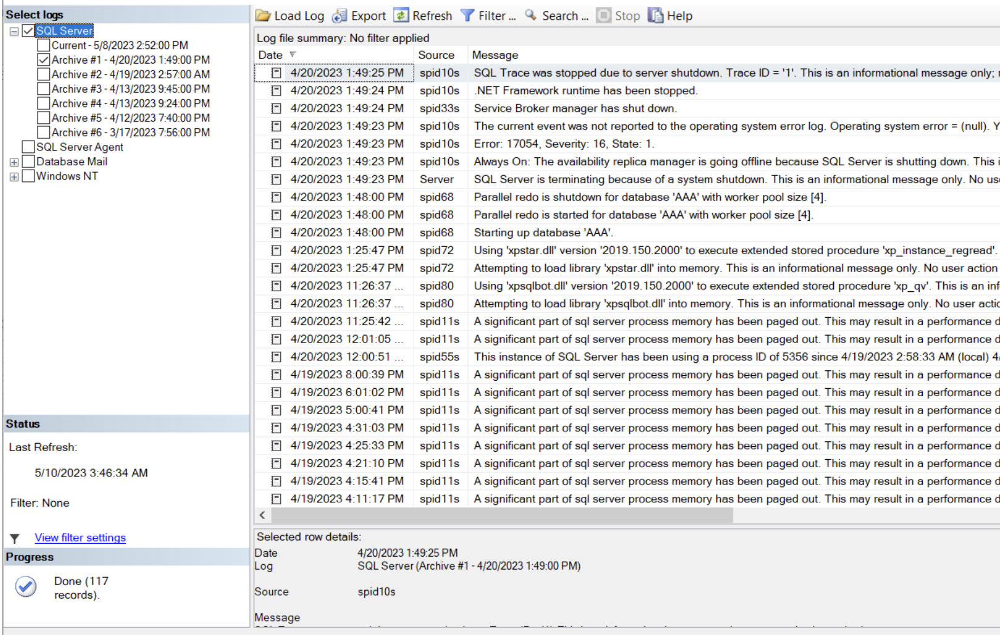 Select logs
SQL Server
Current - 5/8/2023 2:52:00 PM
Archive #1 - 4/20/2023 1:49:00 PM
Archive #2 - 4/19/2023 2:57:00 AM
Archive #3 - 4/13/2023 9:45:00 PM
Archive #4 - 4/13/2023 9:24:00 PM
Archive #5 - 4/12/2023 7:40:00 PM
Archive #6 - 3/17/2023 7:56:00 PM
SQL Server Agent
Database Mail
Windows NT
Status
Last Refresh:
5/10/2023 3:46:34 AM
Filter: None
View filter settings
Progress
Done (117
records).
Load Log Export Refresh Filter ... Search ... Stop Help
Log file summary: No filter applied
Date Source Message
4/20/2023 1:49:25 PM spid10s SQL Trace was stopped due to server shutdown. Trace ID = '1'. This is an informational message only;
4/20/2023 1:49:24 PM spid10s .NET Framework runtime has been stopped.
4/20/2023 1:49:24 PM spid33s Service Broker manager has shut down.
4/20/2023 1:49:23 PM spid10s The current event was not reported to the operating system error log. Operating system error = (null). Y
4/20/2023 1:49:23 PM spid10s Error: 17054, Severity: 16, State: 1.
4/20/2023 1:49:23 PM spid10s Always On: The availability replica manager is going offline because SQL Server is shutting down. This i
4/20/2023 1:49:23 PM Server SQL Server is terminating because of a system shutdown. This is an informational message only. No us
4/20/2023 1:48:00 PM spid68 Parallel redo is shutdown for database 'AAA' with worker pool size [4].
4/20/2023 1:48:00 PM spid68 Parallel redo is started for database 'AAA' with worker pool size [4].
4/20/2023 1:48:00 PM spid68 Starting up database 'AAA'.
4/20/2023 1:25:47 PM spid72 Using 'xpstar.dll' version '2019.150.2000' to execute extended stored procedure 'xp_instance_regread'.
4/20/2023 1:25:47 PM spid72 Attempting to load library 'xpstar.dll' into memory. This is an informational message only. No user action
4/20/2023 11:26:37 ... spid80 Using 'xpsqlbot.dll' version '2019.150.2000' to execute extended stored procedure 'xp_qv'. This is an inf
4/20/2023 11:26:37 ... spid80 Attempting to load library 'xpsqlbot.dll' into memory. This is an informational message only. No user actio
4/20/2023 11:25:42 ... spid11s A significant part of sql server process memory has been paged out. This may result in a performance d
4/20/2023 12:01:05 ... spid11s A significant part of sql server process memory has been paged out. This may result in a performance d
4/20/2023 12:00:51 ... spid55s This instance of SQL Server has been using a process ID of 5356 since 4/19/2023 2:58:33 AM (local) 4/
4/19/2023 8:00:39 PM spid11s A significant part of sql server process memory has been paged out. This may result in a performance d
4/19/2023 6:01:02 PM spid11s A significant part of sql server process memory has been paged out. This may result in a performance d
4/19/2023 5:00:41 PM spid11s A significant part of sql server process memory has been paged out. This may result in a performance d
4/19/2023 4:31:03 PM spid11s A significant part of sql server process memory has been paged out. This may result in a performance d
4/19/2023 4:25:33 PM spid11s A significant part of sql server process memory has been paged out. This may result in a performance d
4/19/2023 4:21:10 PM spid11s A significant part of sql server process memory has been paged out. This may result in a performance d
4/19/2023 4:15:41 PM spid11s A significant part of sql server process memory has been paged out. This may result in a performance d
4/19/2023 4:11:17 PM spid11s A significant part of sql server process memory has been paged out. This may result in a performance d
Selected row details:
Date 4/20/2023 1:49:25 PM
Log SQL Server (Archive #1 - 4/20/2023 1:49:00 PM)
Source spid10s
Message